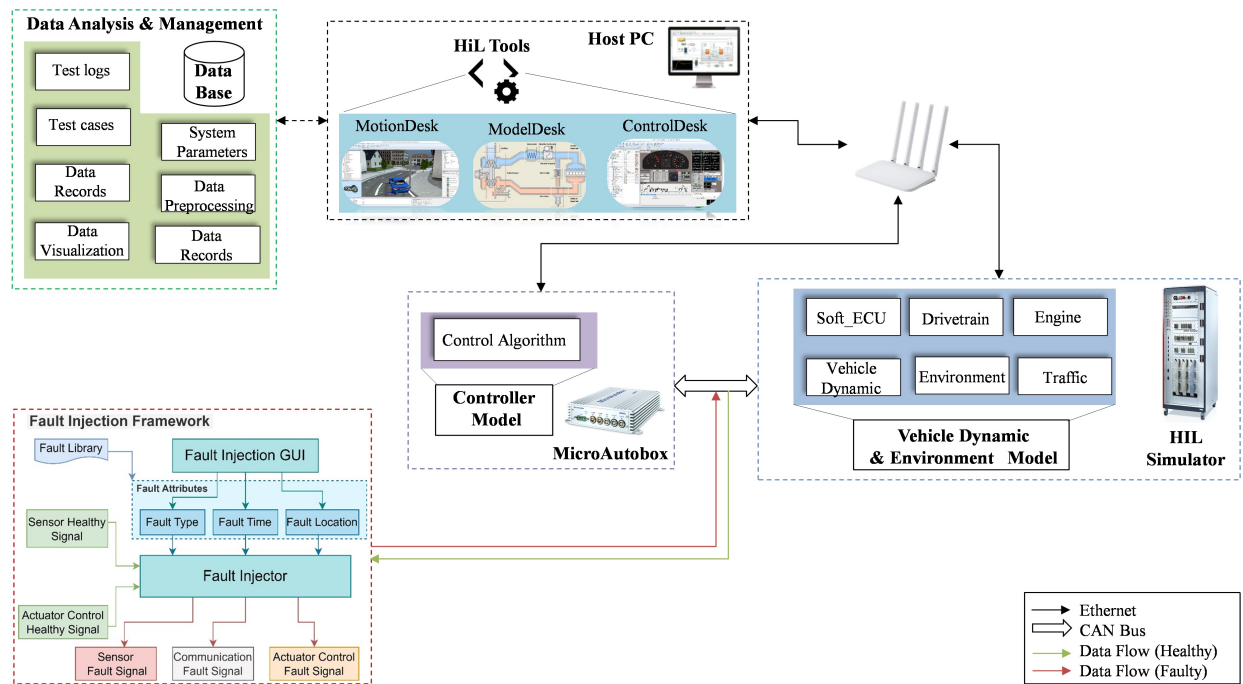 Data Analysis & Management
Test logs
Test cases
Data
Records
Data
Visualization
Data
Base
System
Parameters
Data
Preprocessing
Data
Records
Host PC
HiL Tools
MotionDesk
ModelDesk
ControlDesk
Control Algorithm
Controller
Model
MicroAutobox
Soft_ECU
Drivetrain
Engine
Vehicle
Dynamic
Environment
Traffic
Vehicle Dynamic
& Environment Model
HIL
Simulator
Fault Injection Framework
Fault Library
Fault Injection GUI
Fault Attributes
Fault Type
Fault Time
Fault Location
Sensor Healthy
Signal
Fault Injector
Actuator Control
Healthy Signal
Sensor
Fault Signal
Communication
Fault Signal
Actuator Control
Fault Signal
Ethernet
CAN Bus
Data Flow (Healthy)
Data Flow (Faulty)